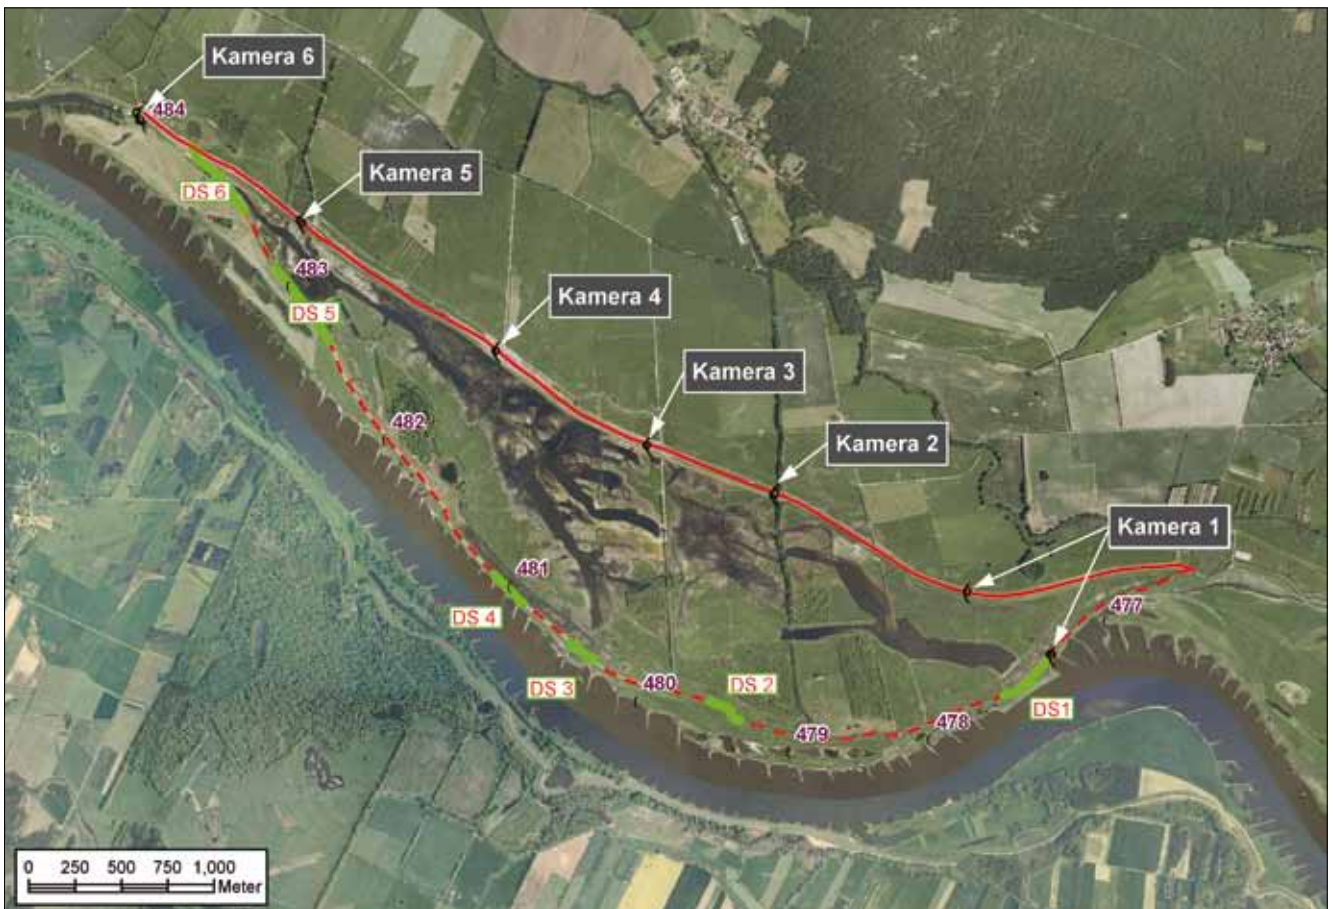 Kamera 6
484
Kamera 5
DS 6
483
Kamera 4
DS 5
Kamera 3
482
Kamera 2
Kamera 1
481
477
DS 4
DS 3
480
DS 2
DS1
479
478
0 250 500 750 1,000
Meter